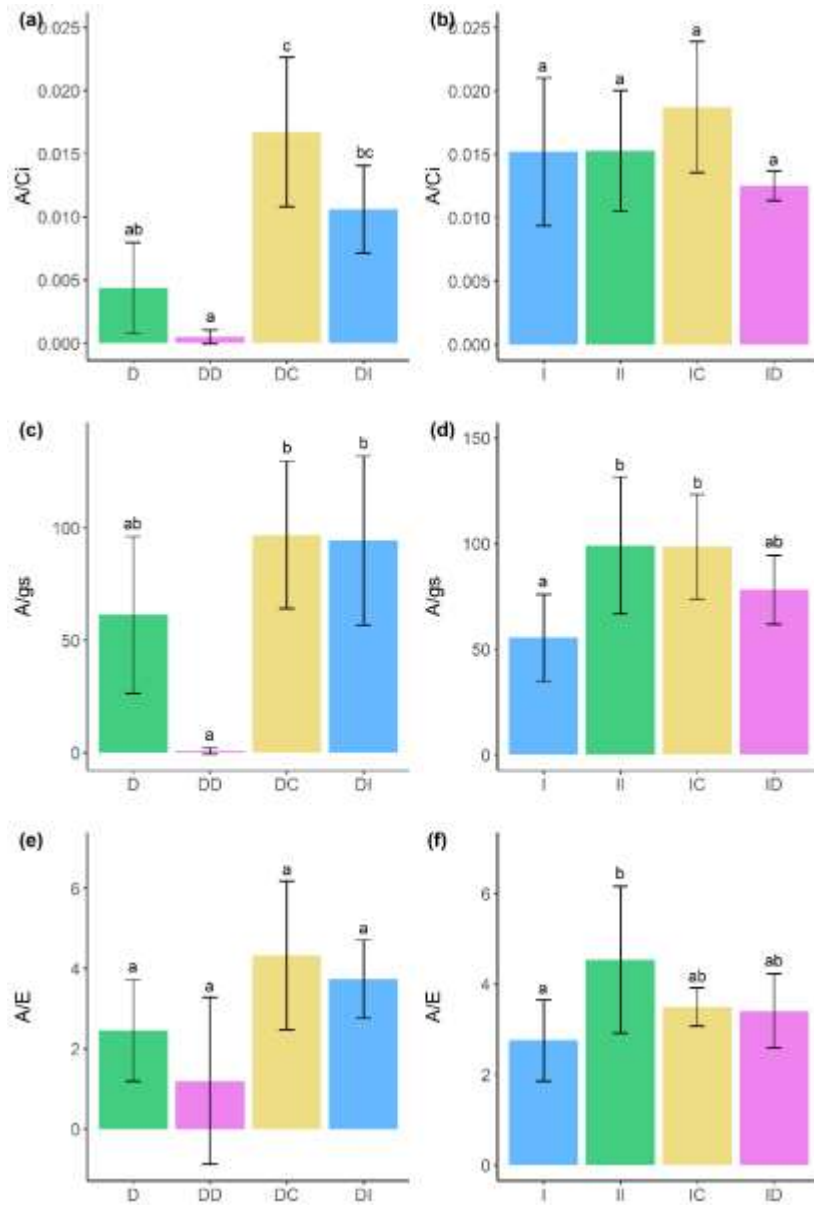 (a)
A/Ci
0.025
0.020
0.015
0.010
0.005
0.000
ab
a
c
bc
D DD DC DI
(b)
A/Ci
0.025
0.020
0.015
0.010
0.005
0.000
a
a
a
a
I II IC ID
(c)
A/gs
100
50
0
ab
a
b
b
D DD DC DI
(d)
A/gs
150
100
50
0
a
b
b
ab
I II IC ID
(e)
A/E
6
4
2
0
a
a
a
a
D DD DC DI
(f)
A/E
6
4
2
0
a
b
ab
ab
I II IC ID